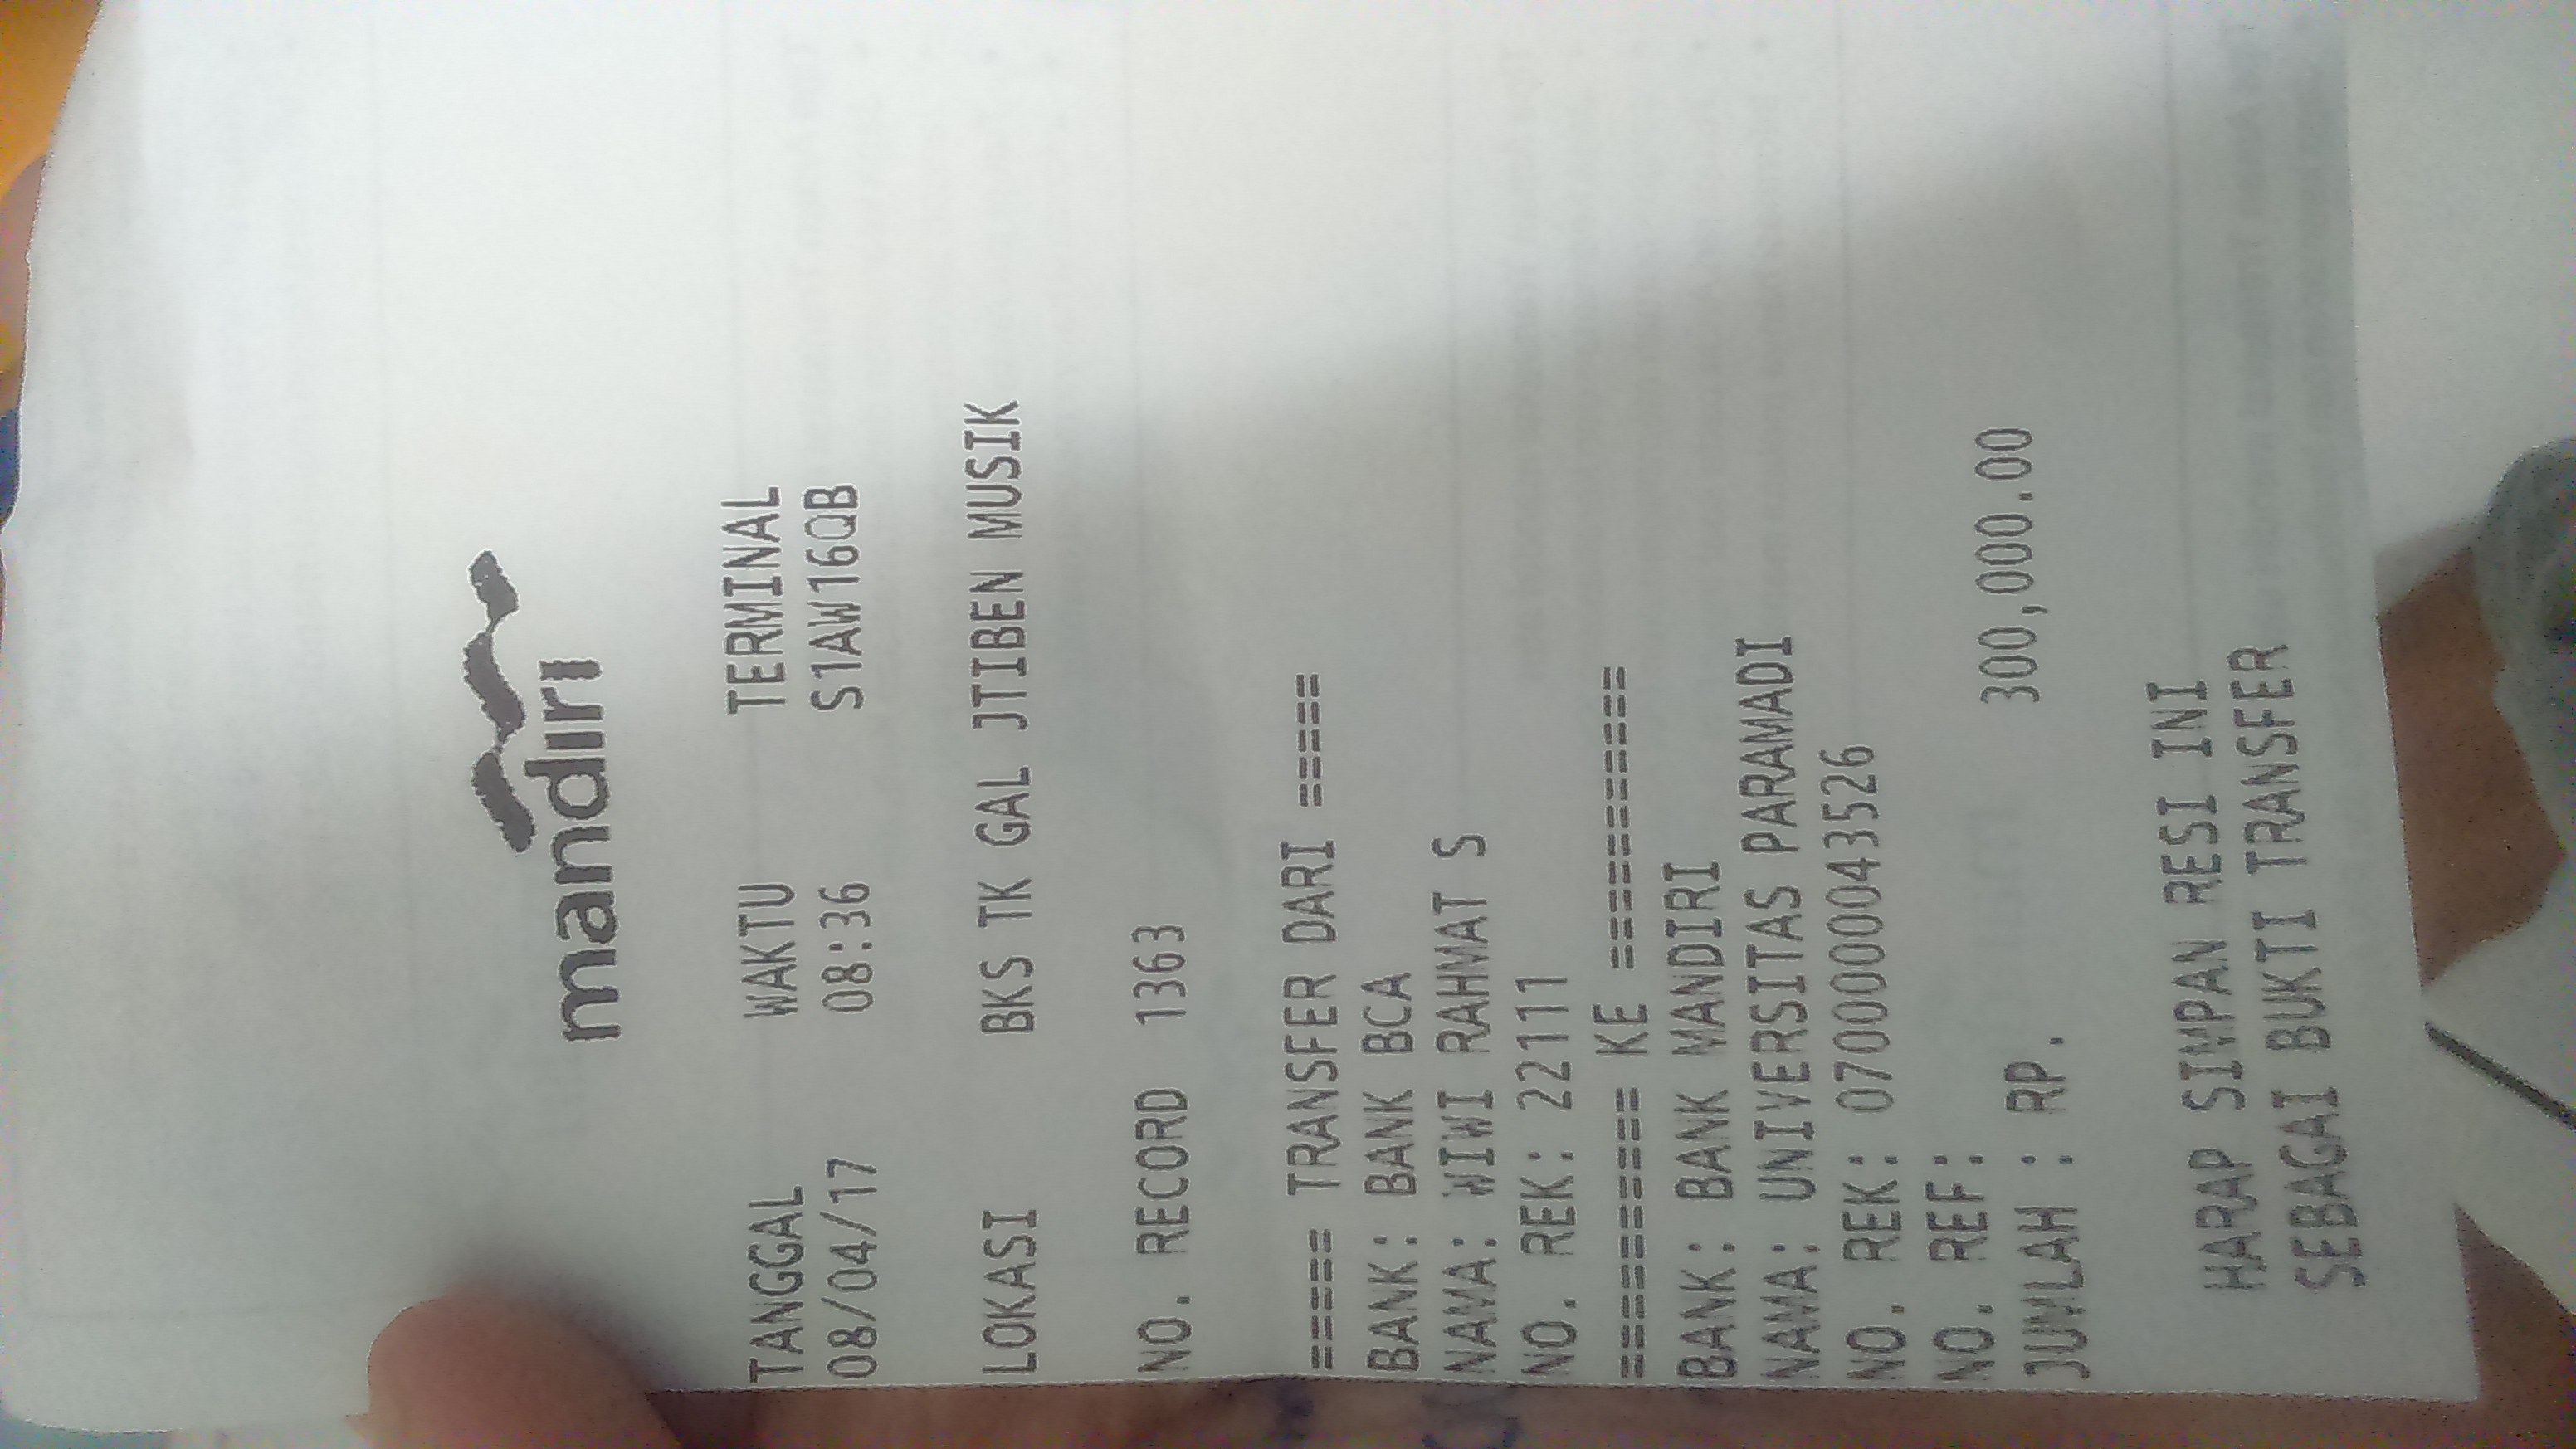 mandiri
TANGGAL WAKTU TERMINAL
08/04/17 08:36 S1AW16QB
LOKASI BKS TK GAL JTIBEN MUSIK
NO. RECORD 1363
===== TRANSFER DARI =====
BANK: BANK BCA
NAMA: WIWI RAHMAT S
NO. REK: 22111
========== KE ===========
BANK: BANK MANDIRI
NAMA: UNIVERSITAS PARAMADI
NO. REK: 0700000043526
NO. REF:
JUMLAH : RP. 300,000.00
HARAP SIMPAN RESI INI
SEBAGAI BUKTI TRANSFER